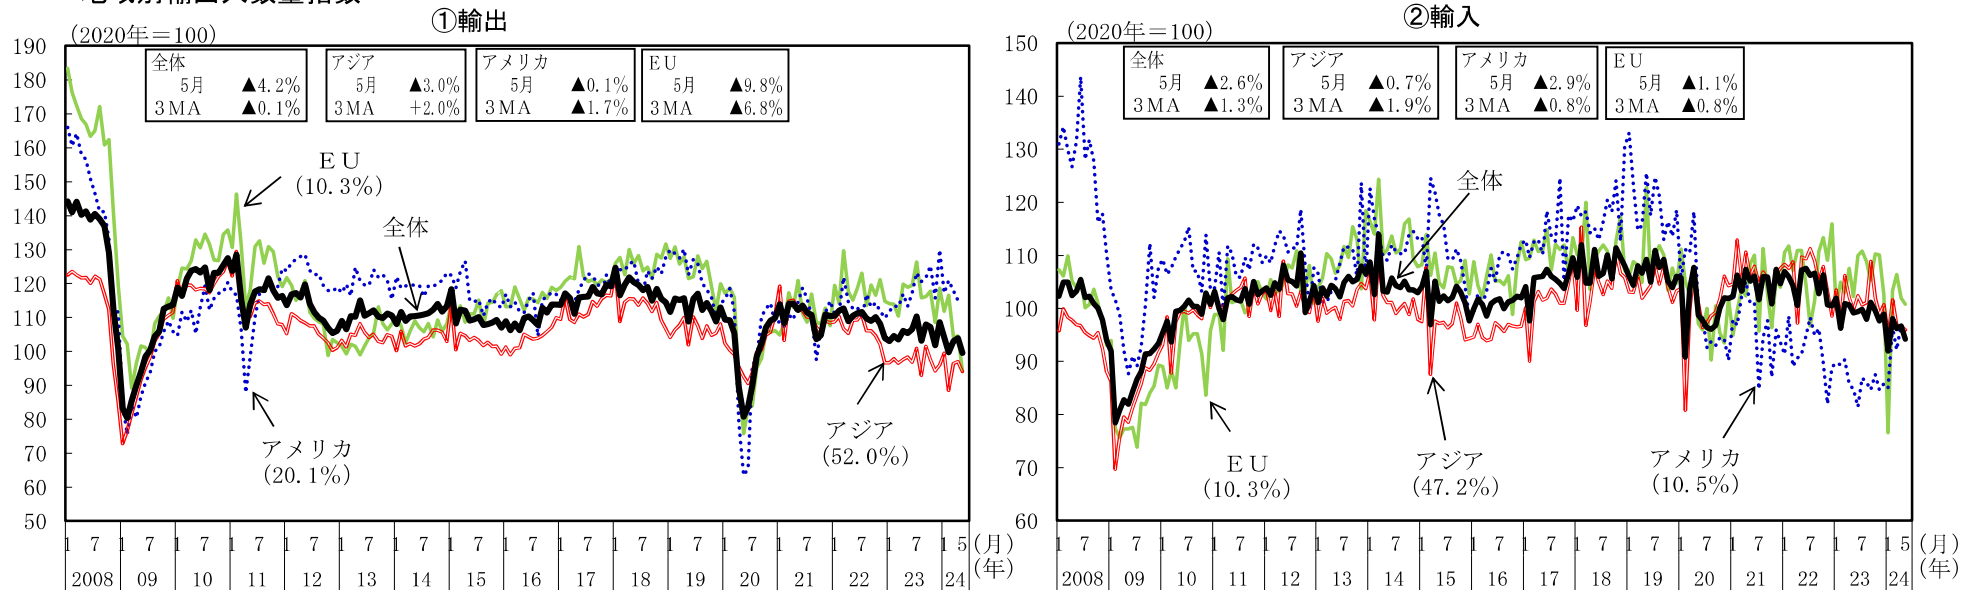 地域別輸出入数量指数
①輸出
(2020年＝100)
全体
5月 ▲4.2%
3MA ▲0.1%
アジア
5月 ▲3.0%
3MA +2.0%
アメリカ
5月 ▲0.1%
3MA ▲1.7%
EU
5月 ▲9.8%
3MA ▲6.8%
190
180
170
160
150
140
130
120
110
100
90
80
70
60
50
EU
(10.3%)
全体
アメリカ
(20.1%)
アジア
(52.0%)
1 7 1 7 1 7 1 7 1 7 1 7 1 7 1 7 1 7 1 7 1 7 1 7 1 7 1 7 1 7 1 7 1 5 (月)
2008 09 10 11 12 13 14 15 16 17 18 19 20 21 22 23 24 (年)
②輸入
(2020年＝100)
全体
5月 ▲2.6%
3MA ▲1.3%
アジア
5月 ▲0.7%
3MA ▲1.9%
アメリカ
5月 ▲2.9%
3MA ▲0.8%
EU
5月 ▲1.1%
3MA ▲0.8%
150
140
130
120
110
100
90
80
70
60
全体
EU
(10.3%)
アジア
(47.2%)
アメリカ
(10.5%)
1 7 1 7 1 7 1 7 1 7 1 7 1 7 1 7 1 7 1 7 1 7 1 7 1 7 1 7 1 7 1 7 1 5 (月)
2008 09 10 11 12 13 14 15 16 17 18 19 20 21 22 23 24 (年)